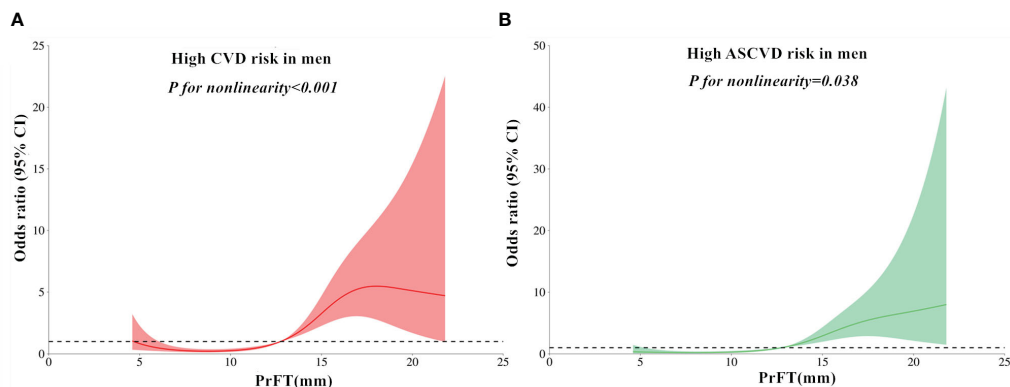 A
High CVD risk in men
P for nonlinearity<0.001
Odds ratio (95% CI)
25
20
15
10
5
0
0
5
10
15
20
25
PrFT(mm)
B
High ASCVD risk in men
P for nonlinearity=0.038
Odds ratio (95% CI)
50
40
30
20
10
0
0
5
10
15
20
25
PrFT(mm)